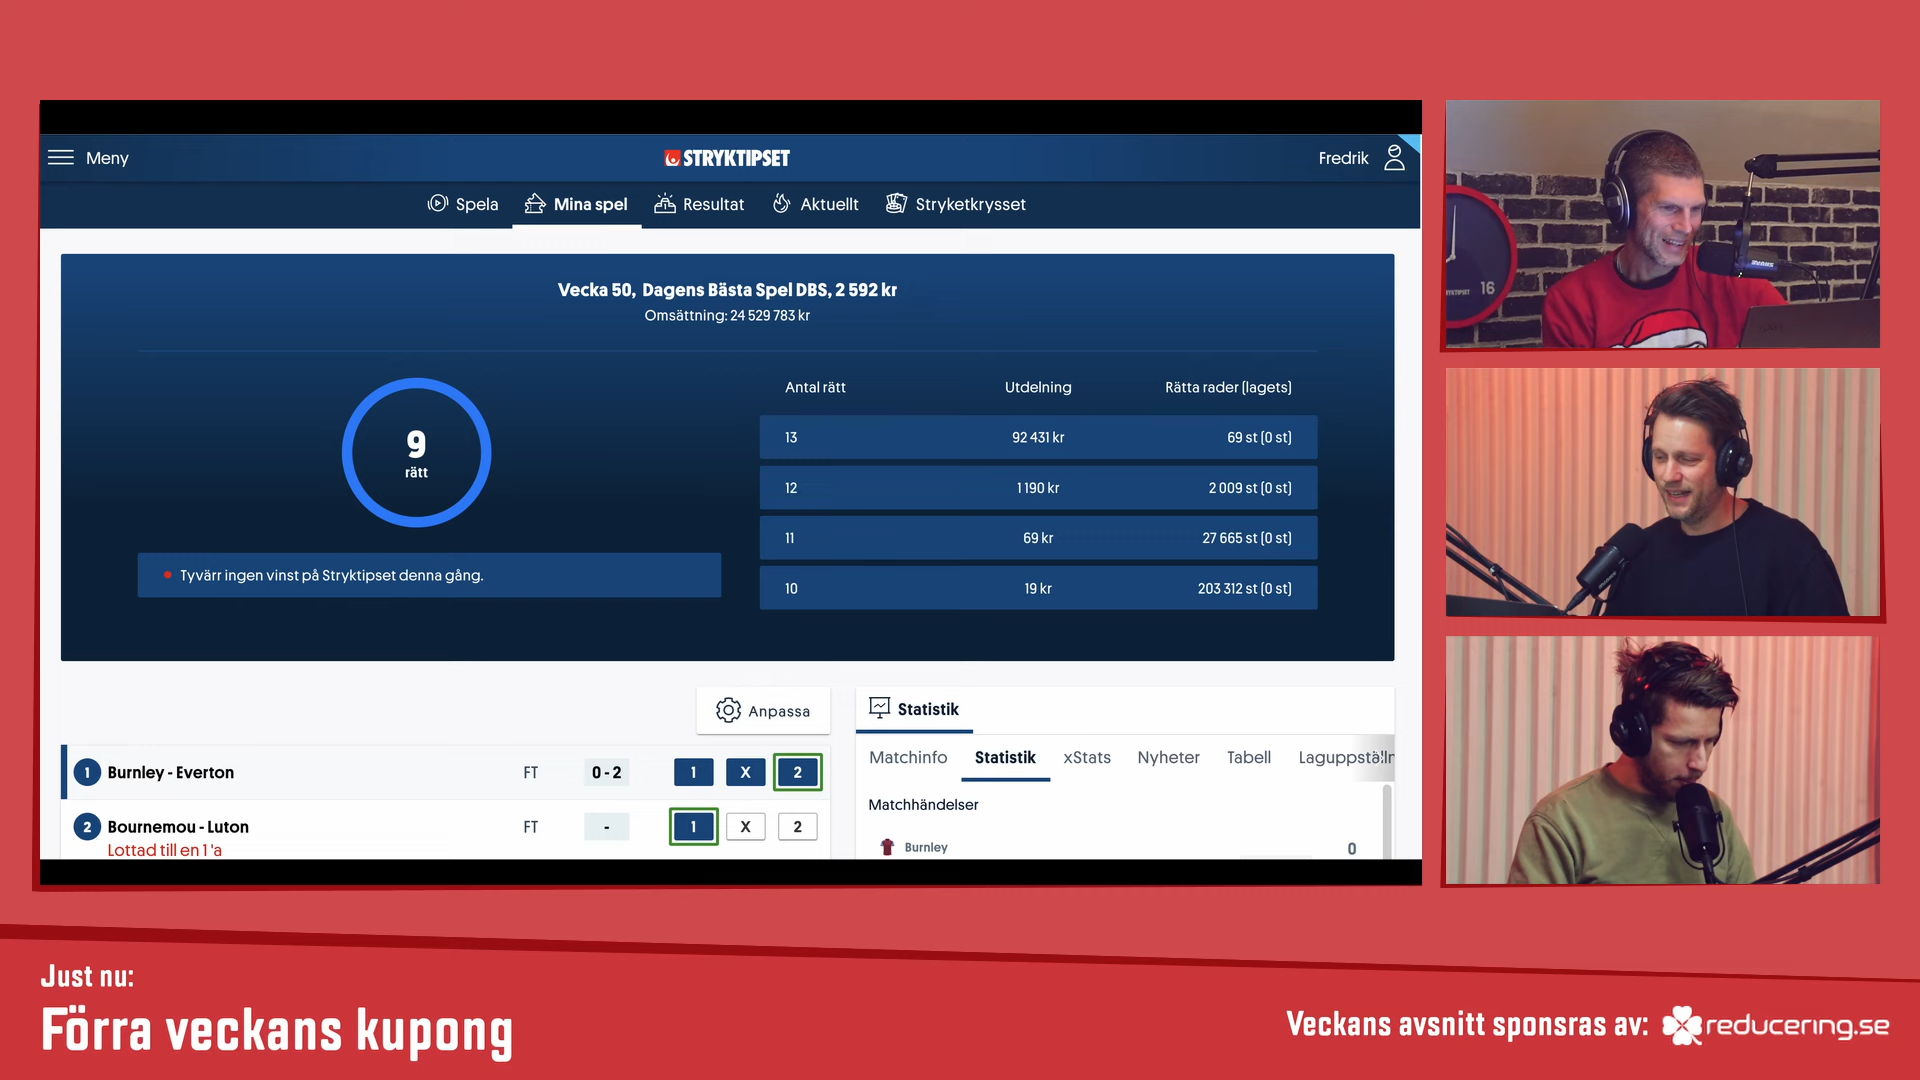 Meny
STRYKTIPSET
Fredrik
Spela
Mina spel
Resultat
Aktuellt
Stryketkrysset
Vecka 50, Dagens Bästa Spel DBS, 2 592 kr
Omsättning: 24 529 783 kr
9
rätt
Tyvärr ingen vinst på Stryktipset denna gång.
Antal rätt Utdelning Rätta rader (lagets)
13 92 431 kr 69 st (0 st)
12 1 190 kr 2 009 st (0 st)
11 69 kr 27 665 st (0 st)
10 19 kr 203 312 st (0 st)
Anpassa
1 Burnley - Everton FT 0 - 2 1 X 2
2 Bournemou - Luton FT - 1 X 2
Lottad till en 1 'a
Statistik
Matchinfo Statistik xStats Nyheter Tabell
Matchhändelser
Burnley 0
16
Just nu:
Förra veckans kupong
Veckans avsnitt sponsras av: reducering.se